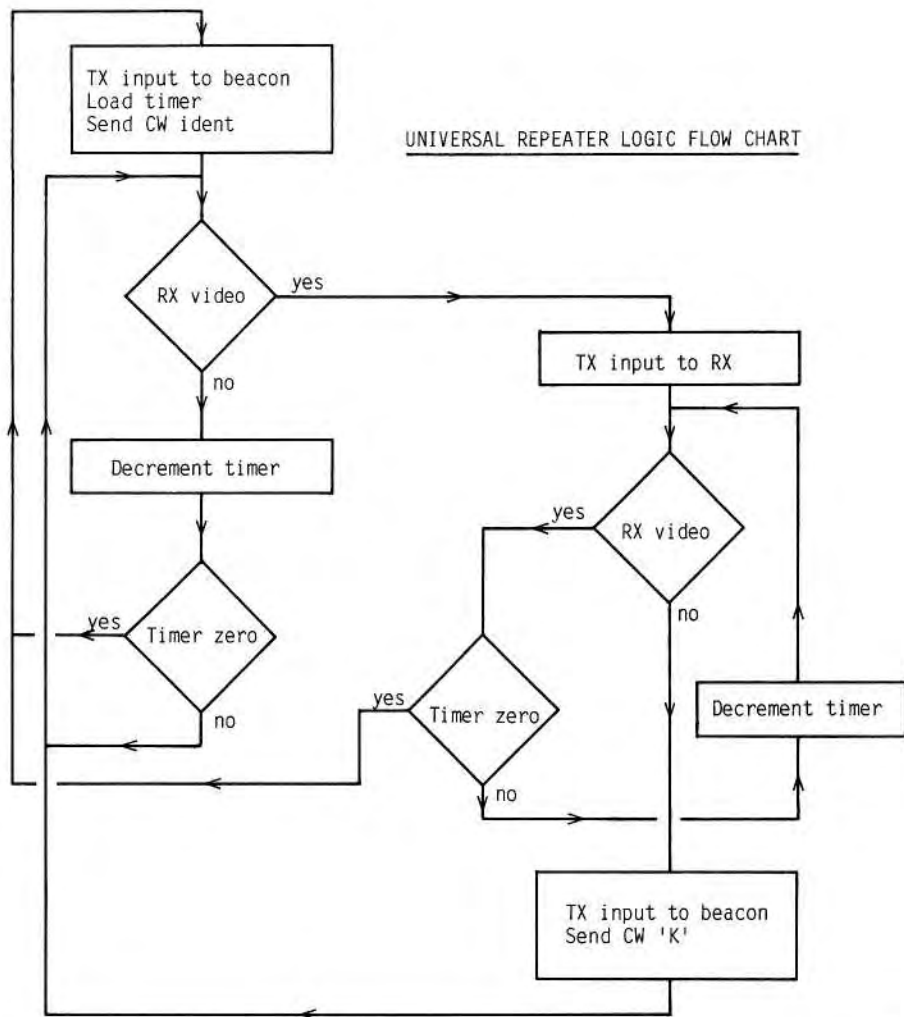 TX input to beacon
Load timer
Send CW ident
UNIVERSAL REPEATER LOGIC FLOW CHART
RX video
yes
no
TX input to RX
Decrement timer
yes
RX video
no
yes
Timer zero
no
yes
Timer zero
no
Decrement timer
TX input to beacon
Send CW 'K'